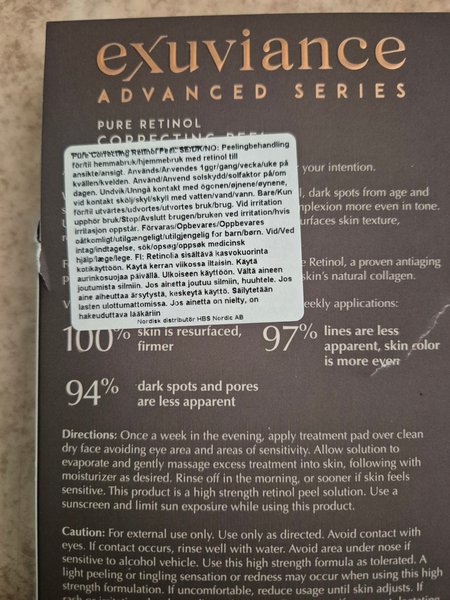 exuviance
ADVANCED SERIES
PURE RETINOL
CORRECTING PEEL
Pure Correcting Retinol Peel. SE/DK/NO: Peelingbehandling
för/til hemmabruk/hjemmebruk med retinol till
ansikte/ansigt. Används/Anvendes 1ggr/gang/vecka/uke på
kvällen/kvelden. Använd/Anvend solskydd/solfaktor på/om
dagen. Undvik/Unngå kontakt med ögonen/øjnene/øynene,
vid kontakt skölj/skyl/skyll med vatten/vand/vann. Bare/Kun
för/til utvärtes/udvortes/utvortes bruk/brug. Vid irritation
upphör bruk/Stop/Avslutt brugen/bruken ved irritation/hvis
irritasjon oppstår. Förvaras/Opbevares/Oppbevares
oåtkomligt/utilgængeligt/utilgjengelig for barn/børn. Vid/Ved
intag/indtagelse, sök/opsøg/oppsøk medicinsk
hjälp/læge/lege. FI: Retinolia sisältävä kasvokuorinta
kotikäyttöön. Käytä kerran viikossa iltaisin. Käytä
aurinkosuojaa päivällä. Ulkoiseen käyttöön. Vältä aineen
joutumista silmiin. Jos ainetta joutuu silmiin, huuhtele. Jos
aine aiheuttaa ärsytystä, keskeytä käyttö. Säilytetään
lasten ulottumattomissa. Jos ainetta on nielty, on
hakeuduttava lääkäriin
Nordisk distributör HBS Nordic AB
your intention.
, dark spots from age and
complexion more even in tone.
surfaces skin texture,
Retinol, a proven antiaging
skin's natural collagen.
weekly applications:
100% skin is resurfaced,
firmer
97% lines are less
apparent, skin color
is more even
94% dark spots and pores
are less apparent
Directions: Once a week in the evening, apply treatment pad over clean
dry face avoiding eye area and areas of sensitivity. Allow solution to
evaporate and gently massage excess treatment into skin, following with
moisturizer as desired. Rinse off in the morning, or sooner if skin feels
sensitive. This product is a high strength retinol peel solution. Use a
sunscreen and limit sun exposure while using this product.
Caution: For external use only. Use only as directed. Avoid contact with
eyes. If contact occurs, rinse well with water. Avoid area under nose if
sensitive to alcohol vehicle. Use this high strength formula as tolerated. A
light peeling or tingling sensation or redness may occur when using this high
strength formulation. If uncomfortable, reduce usage until skin adjusts. If